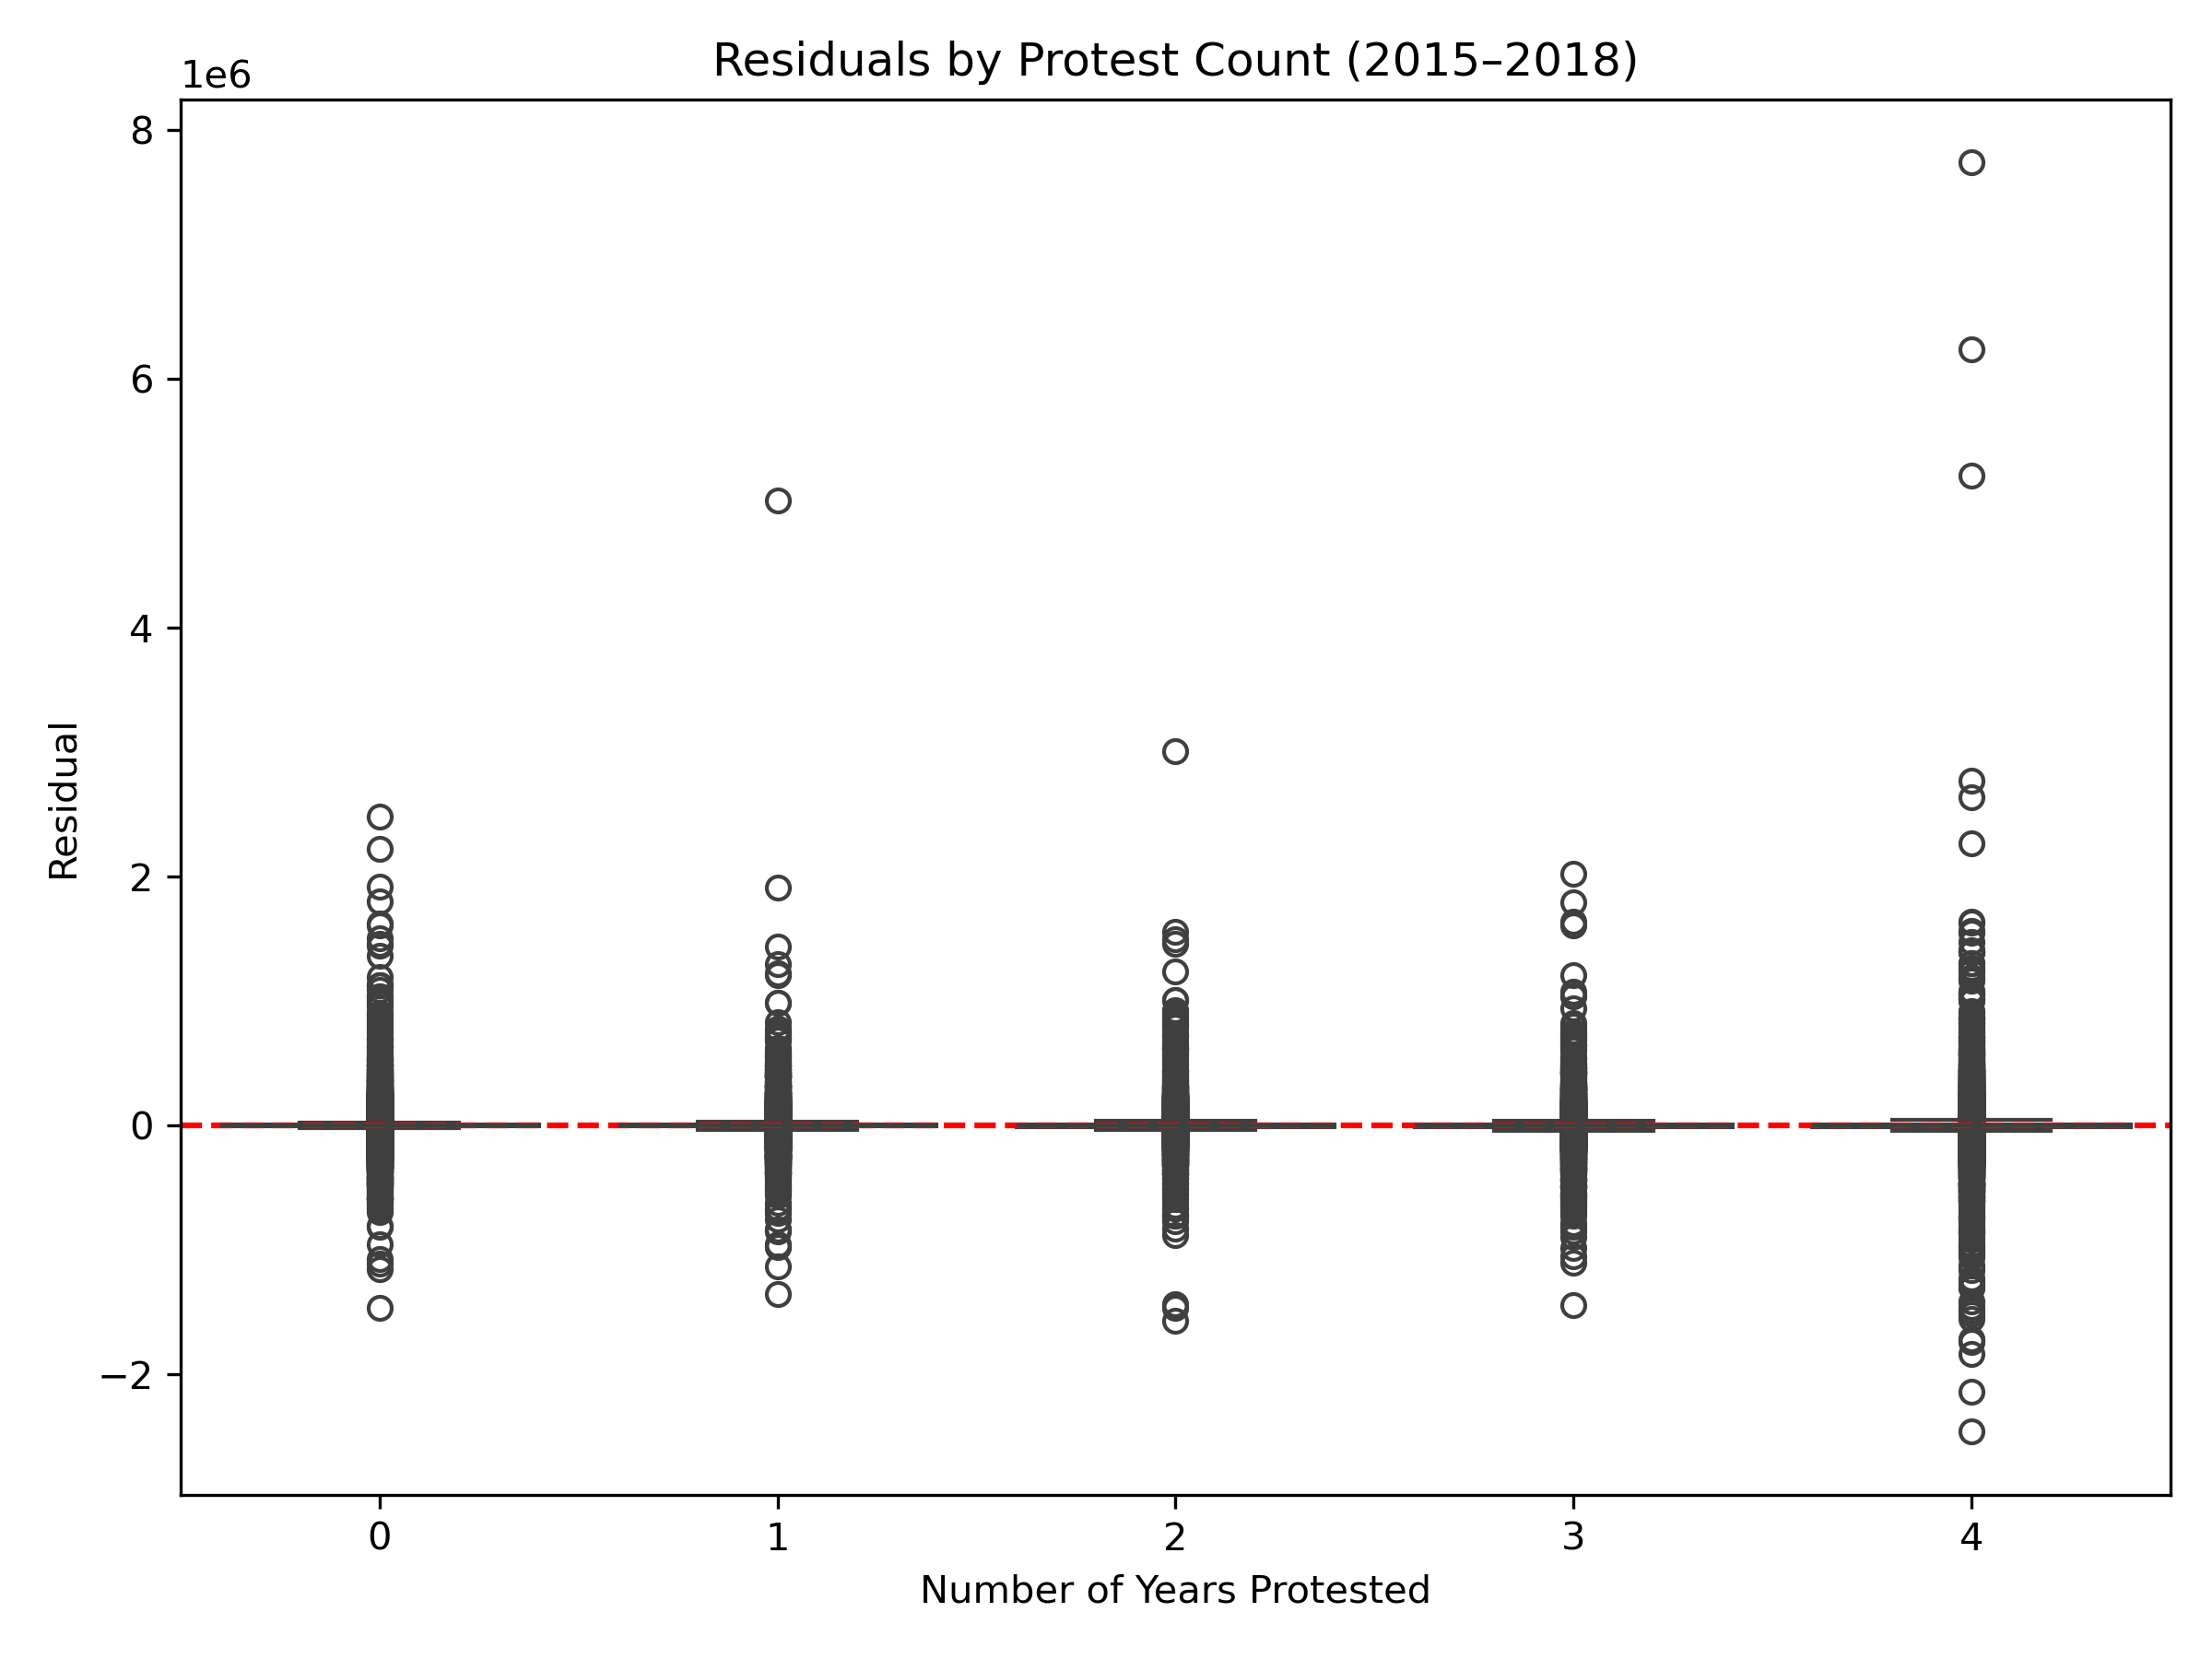 Residuals by Protest Count (2015–2018)
1e6
8
6
4
2
0
−2
Residual
0 1 2 3 4
Number of Years Protested